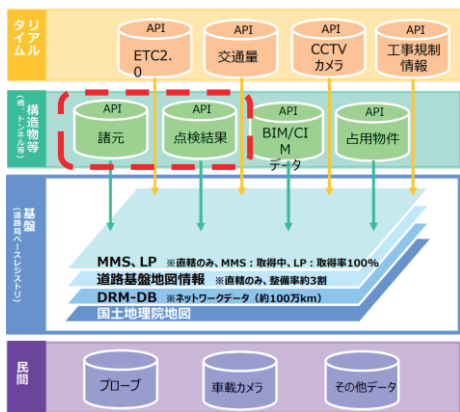 リアル
タイム
API
ETC2.
0
API
交通量
API
CCTV
カメラ
API
工事規制
情報
構造物等
(橋、トンネル等)
API
諸元
API
点検結果
API
BIM/CI
M
データ
API
占用物件
基盤
(道路局ベースレジストリ)
MMS、LP ※直轄のみ、MMS：取得中、LP：取得率100%
道路基盤地図情報 ※直轄のみ、整備率約3割
DRM-DB ※ネットワークデータ（約100万km）
国土地理院地図
民間
プローブ
車載カメラ
その他データ